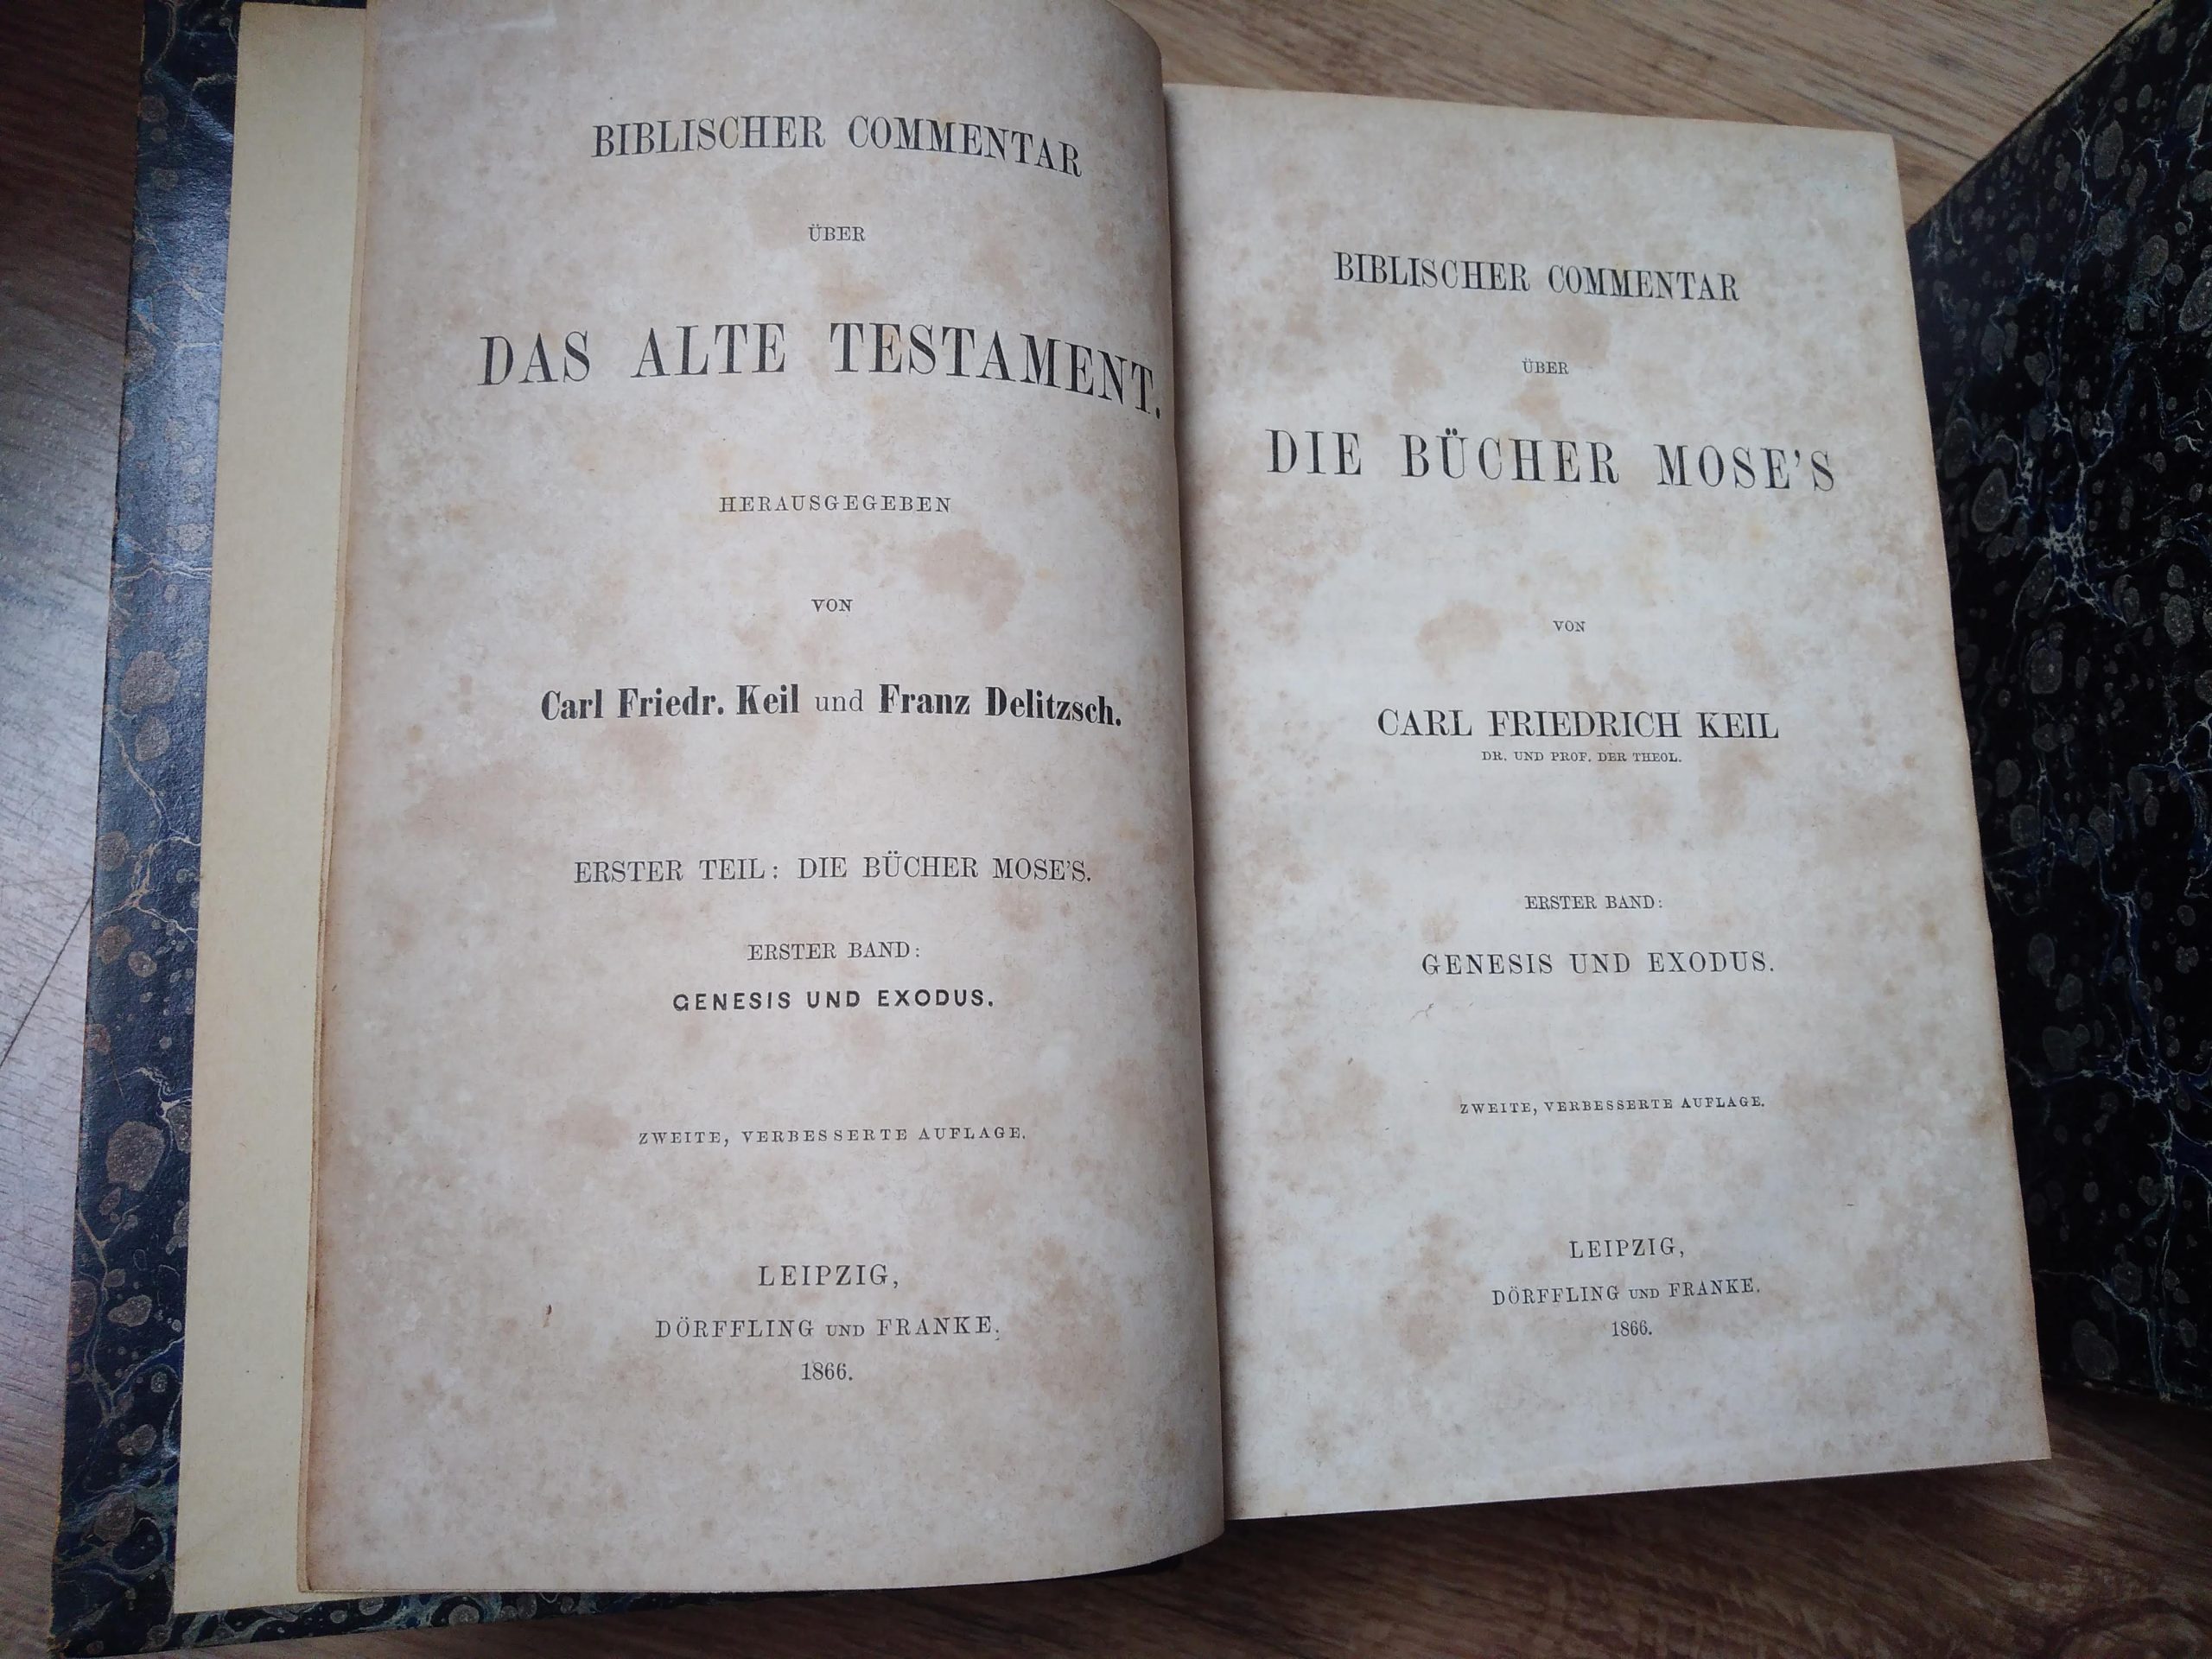 BIBLISCHER COMMENTAR
ÜBER
DAS ALTE TESTAMENT.
HERAUSGEGEBEN
VON
Carl Friedr. Keil und Franz Delitzsch.
ERSTER TEIL: DIE BÜCHER MOSE'S.
ERSTER BAND:
GENESIS UND EXODUS.
ZWEITE, VERBESSERTE AUFLAGE.
LEIPZIG,
DÖRFFLING UND FRANKE.
1866.
BIBLISCHER COMMENTAR
ÜBER
DIE BÜCHER MOSE'S
VON
CARL FRIEDRICH KEIL
DR. UND PROF. DER THEOL.
ERSTER BAND:
GENESIS UND EXODUS.
ZWEITE, VERBESSERTE AUFLAGE.
LEIPZIG,
DÖRFFLING UND FRANKE.
1866.